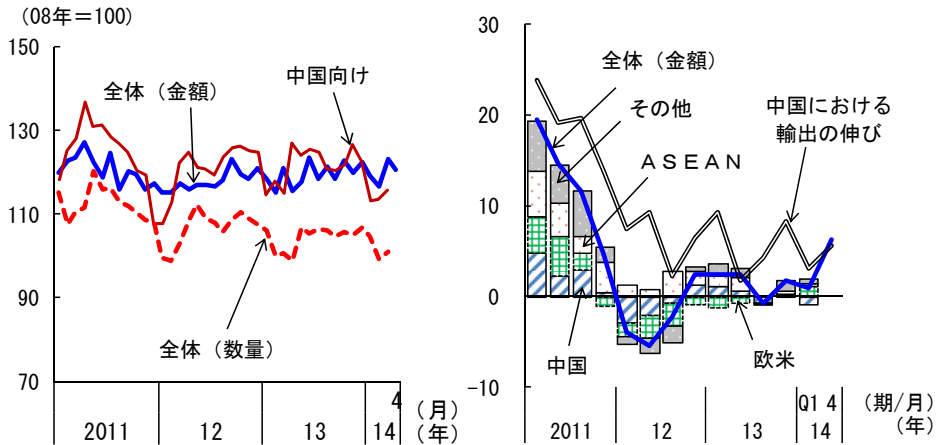 (08年＝100)
150
130
110
90
70
全体（金額）
中国向け
全体（数量）
4
(月)
2011
12
13
14
(年)
30
20
10
0
-10
全体（金額）
その他
ＡＳＥＡＮ
中国における
輸出の伸び
中国
欧米
Q1 4
(期/月)
2011
12
13
14
(年)